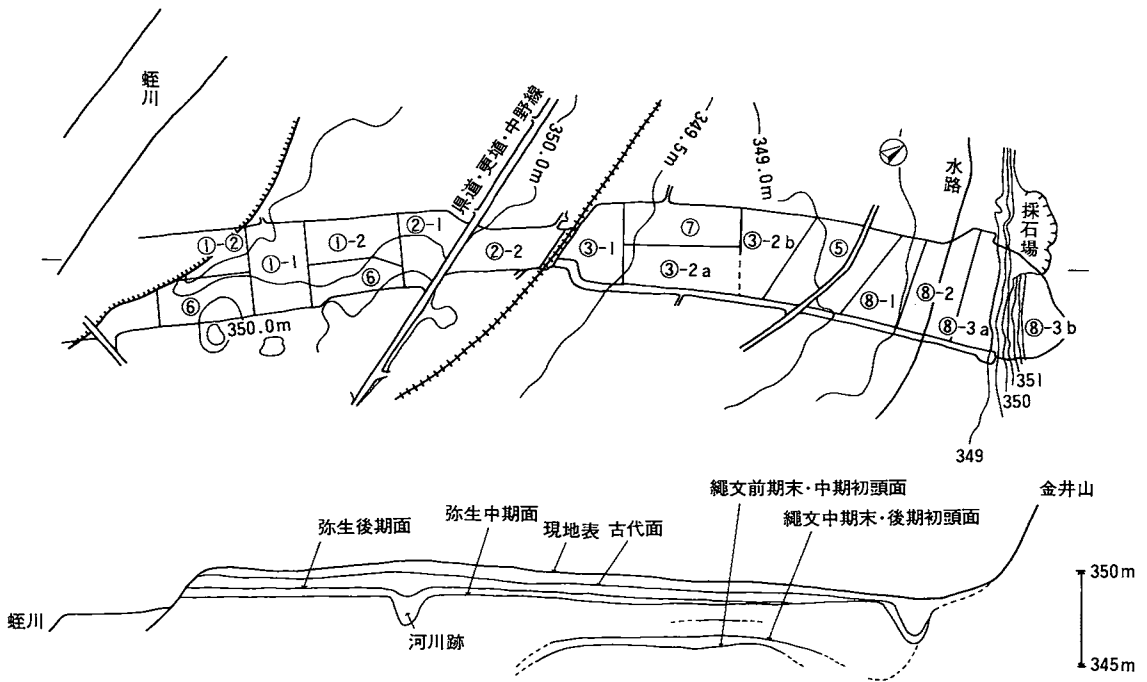 蛭川
県道・更埴・中野線
350.0m
349.5m
349.0m
水路
採石場
①-②
①-1
①-2
②-1
②-2
③-1
⑦
③-2b
⑤
⑥
⑥
③-2a
⑧-1
⑧-2
⑧-3a
⑧-3b
350.0m
351
350
349
縄文前期末・中期初頭面
縄文中期末・後期初頭面
金井山
弥生後期面
弥生中期面
現地表
古代面
350m
蛭川
河川跡
345m